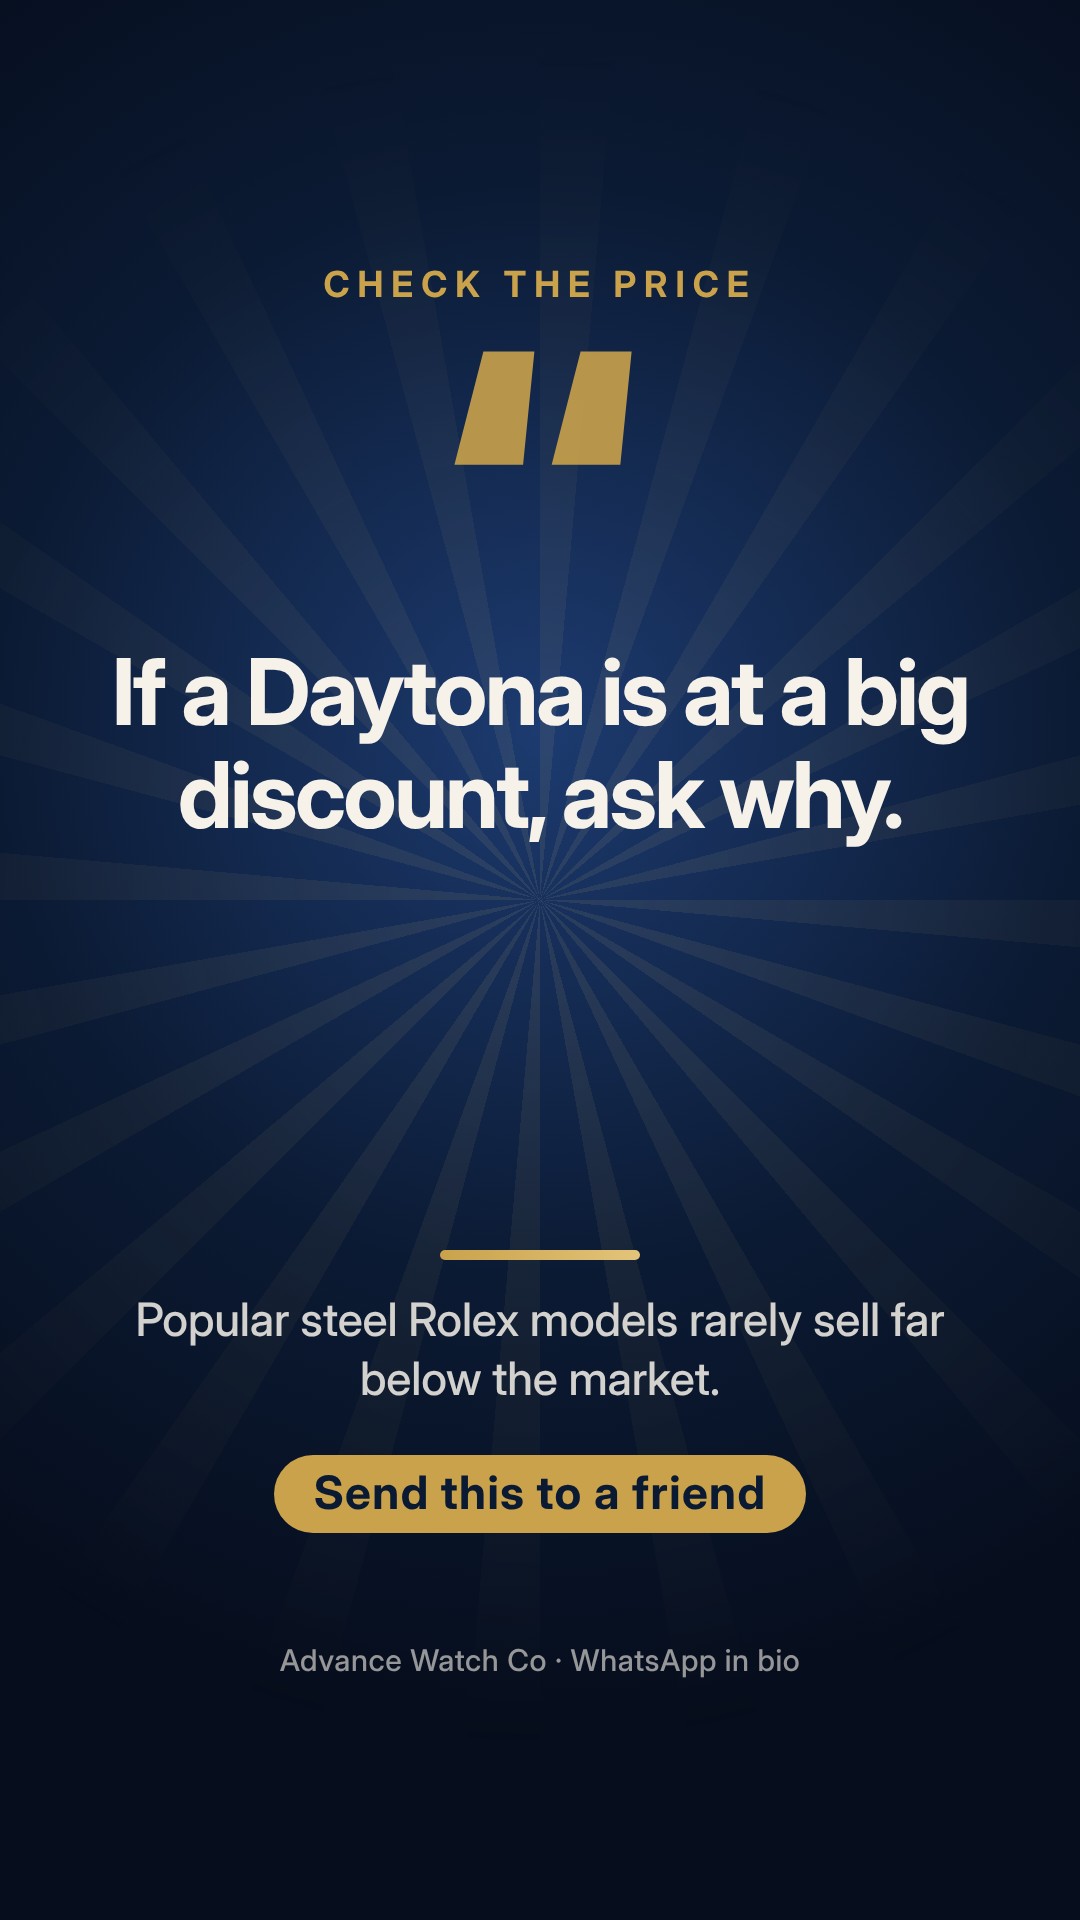 CHECK THE PRICE
"
If a Daytona is at a big
discount, ask why.
Popular steel Rolex models rarely sell far
below the market.
Send this to a friend
Advance Watch Co · WhatsApp in bio